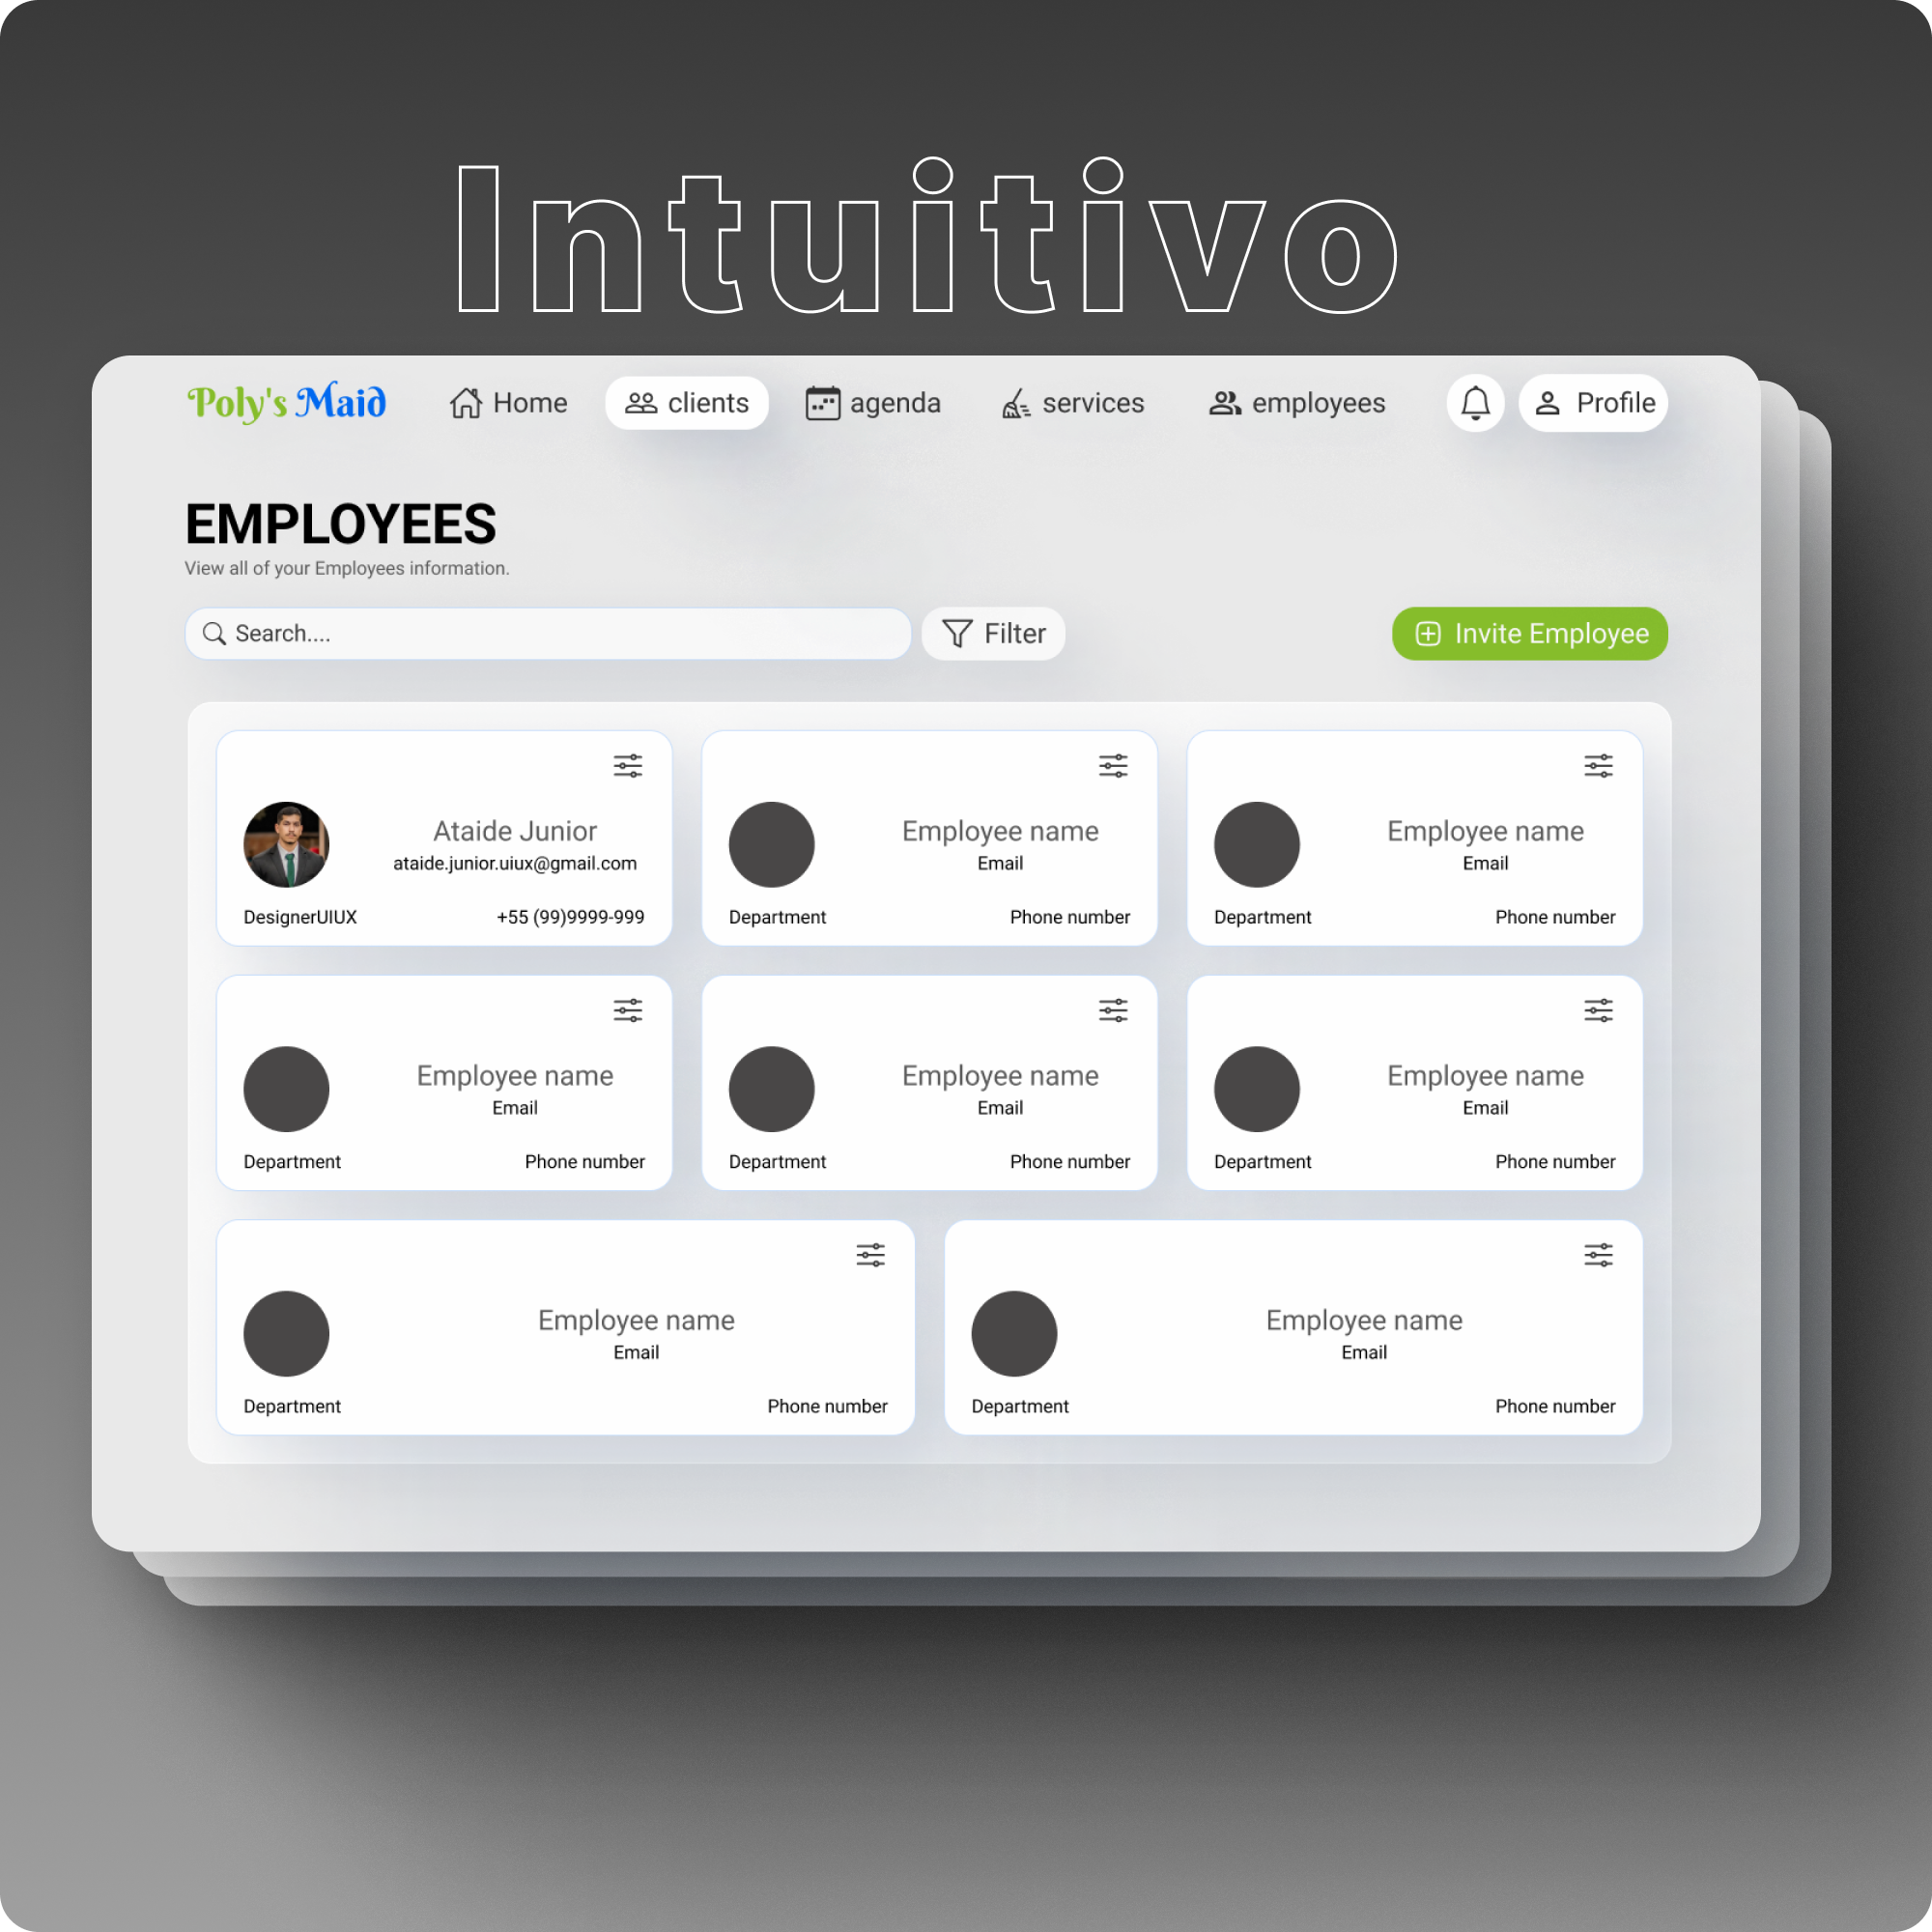 Intuitivo
Poly's Maid Home clients agenda services employees Profile
EMPLOYEES
View all of your Employees information.
Search.... Filter Invite Employee
Ataide Junior
ataide.junior.uiux@gmail.com
DesignerUIUX +55 (99)9999-999
Employee name
Email
Department Phone number
Employee name
Email
Department Phone number
Employee name
Email
Department Phone number
Employee name
Email
Department Phone number
Employee name
Email
Department Phone number
Employee name
Email
Department Phone number
Employee name
Email
Department Phone number